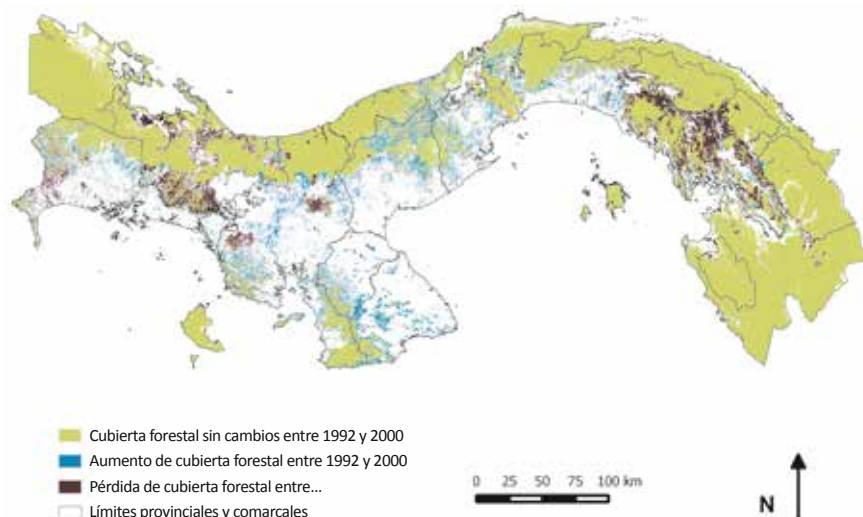 Cubierta forestal sin cambios entre 1992 y 2000
Aumento de cubierta forestal entre 1992 y 2000
Pérdida de cubierta forestal entre...
Límites provinciales y comarcales
0 25 50 75 100 km
N